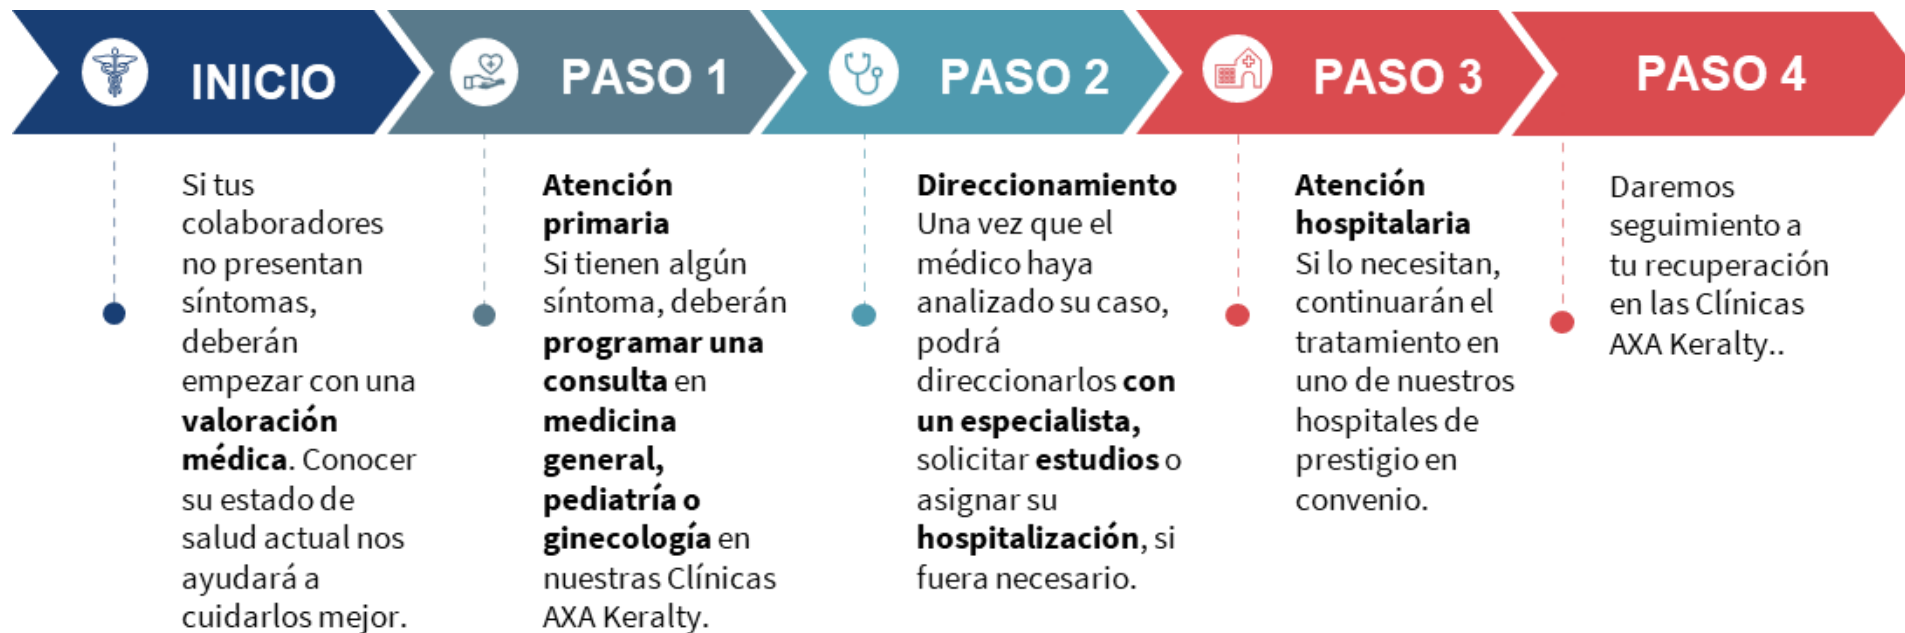 INICIO
PASO 1
PASO 2
PASO 3
PASO 4
Si tus
colaboradores
no presentan
síntomas,
deberán
empezar con una
valoración
médica. Conocer
su estado de
salud actual nos
ayudará a
cuidarlos mejor.
Atención
primaria
Si tienen algún
síntoma, deberán
programar una
consulta en
medicina
general,
pediatría o
ginecología en
nuestras Clínicas
AXA Keralty.
Direccionamiento
Una vez que el
médico haya
analizado su caso,
podrá
direccionarlos con
un especialista,
solicitar estudios o
asignar su
hospitalización, si
fuera necesario.
Atención
hospitalaria
Si lo necesitan,
continuarán el
tratamiento en
uno de nuestros
hospitales de
prestigio en
convenio.
Daremos
seguimiento a
tu recuperación
en las Clínicas
AXA Keralty..